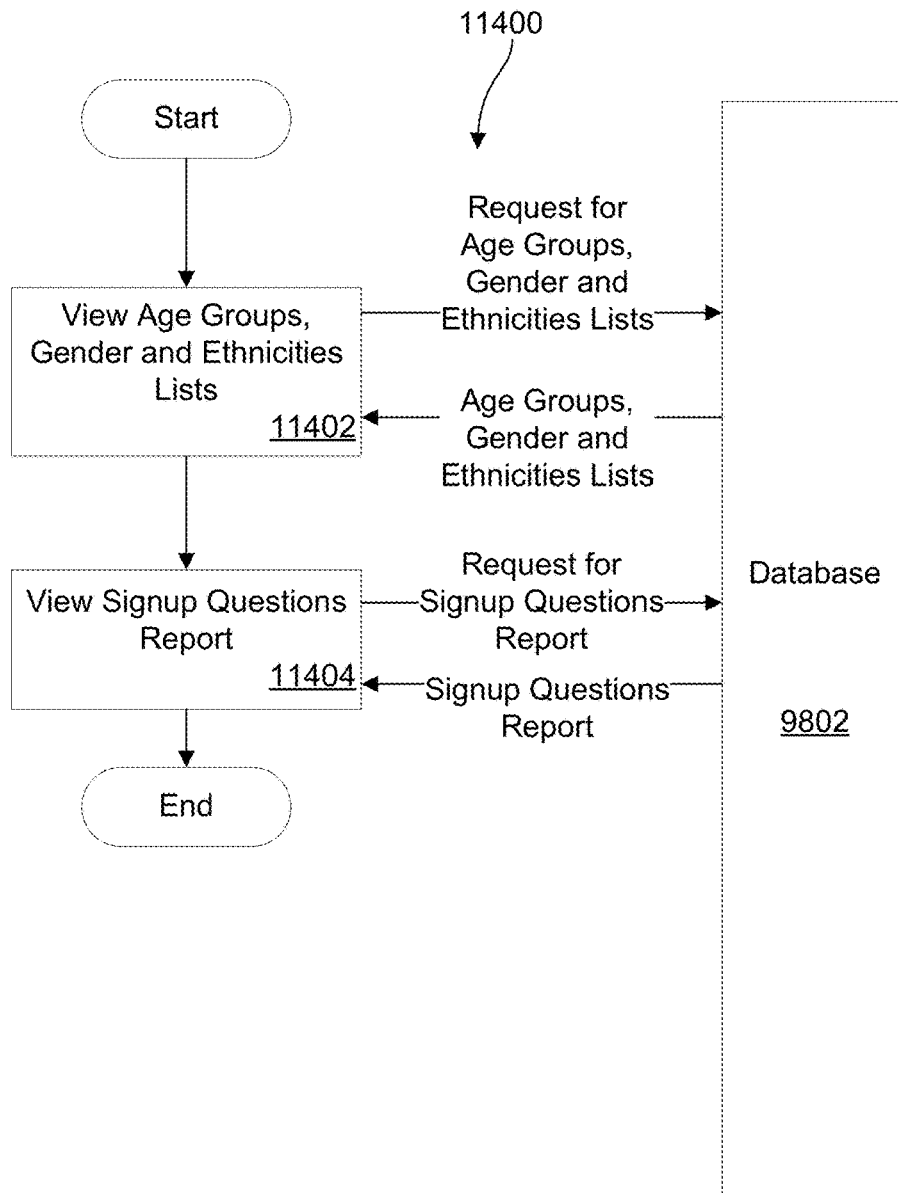 11400
Start
Request for
Age Groups,
Gender and
Ethnicities Lists
View Age Groups,
Gender and Ethnicities
Lists
11402
Age Groups,
Gender and
Ethnicities Lists
Request for
Signup Questions
Report
View Signup Questions
Report
11404
Signup Questions
Report
Database
9802
End